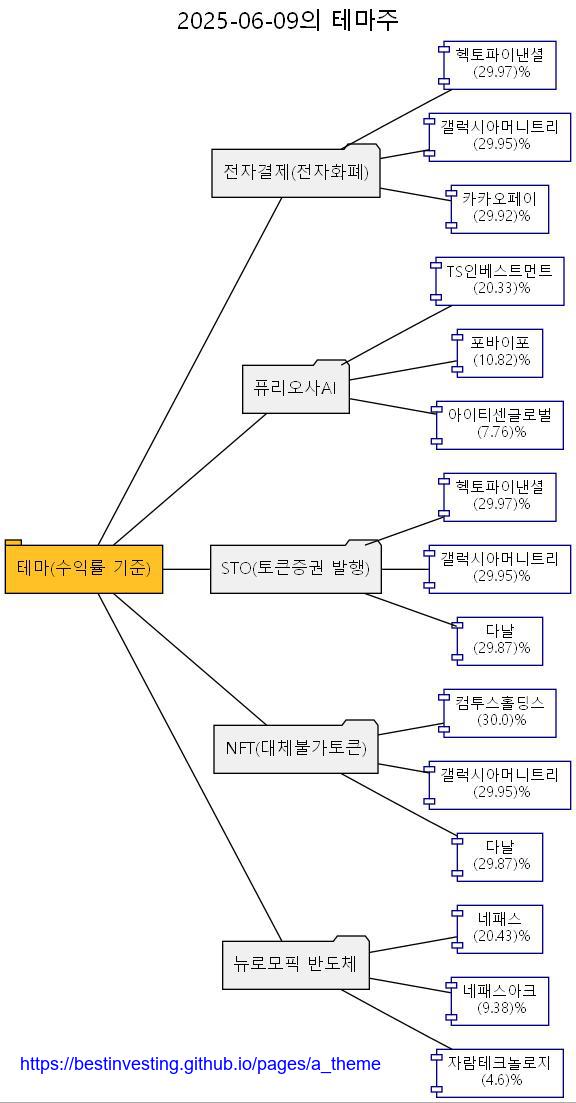 2025-06-09의 테마주
헥토파이낸셜
(29.97)%
갤럭시아머니트리
(29.95)%
전자결제(전자화폐)
카카오페이
(29.92)%
TS인베스트먼트
(20.33)%
포바이포
(10.82)%
퓨리오사AI
아이티센글로벌
(7.76)%
헥토파이낸셜
(29.97)%
테마(수익률 기준)
STO(토큰증권 발행)
갤럭시아머니트리
(29.95)%
다날
(29.87)%
컴투스홀딩스
(30.0)%
NFT(대체불가토큰)
갤럭시아머니트리
(29.95)%
다날
(29.87)%
네패스
(20.43)%
뉴로모픽 반도체
네패스아크
(9.38)%
자람테크놀로지
(4.6)%
https://bestinvesting.github.io/pages/a_theme